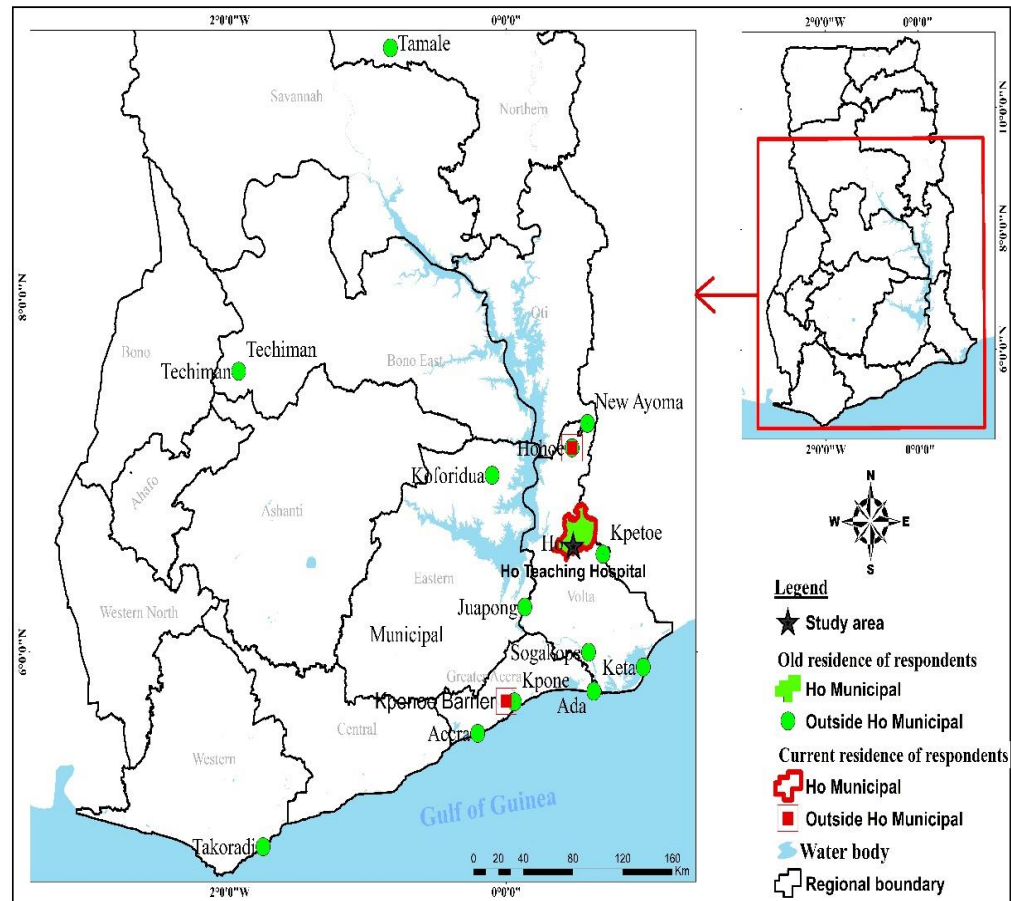 2°0'0"W
0°0'0"
2°0'0"W
0°0'0"
Tamale
Savannah
Northern
10°0'0"N
8°0'0"N
8°0'0"N
Oti
Bono
Techiman
Techiman
Bono East
6°0'0"N
New Ayoma
2°0'0"W
0°0'0"
Hohoe
Koforidua
Ahafo
Ashanti
N
W
E
S
Ho
Kpetoe
Ho Teaching Hospital
Eastern
Volta
Western North
Juapong
Municipal
6°0'0"N
Sogakope
Keta
Greater Accra
Kpone
Kpenoe Barrier
Ada
Accra
Central
Western
Gulf of Guinea
Takoradi
0 20 40 80 120 160
Km
2°0'0"W
0°0'0"
Legend
Study area
Old residence of respondents
Ho Municipal
Outside Ho Municipal
Current residence of respondents
Ho Municipal
Outside Ho Municipal
Water body
Regional boundary